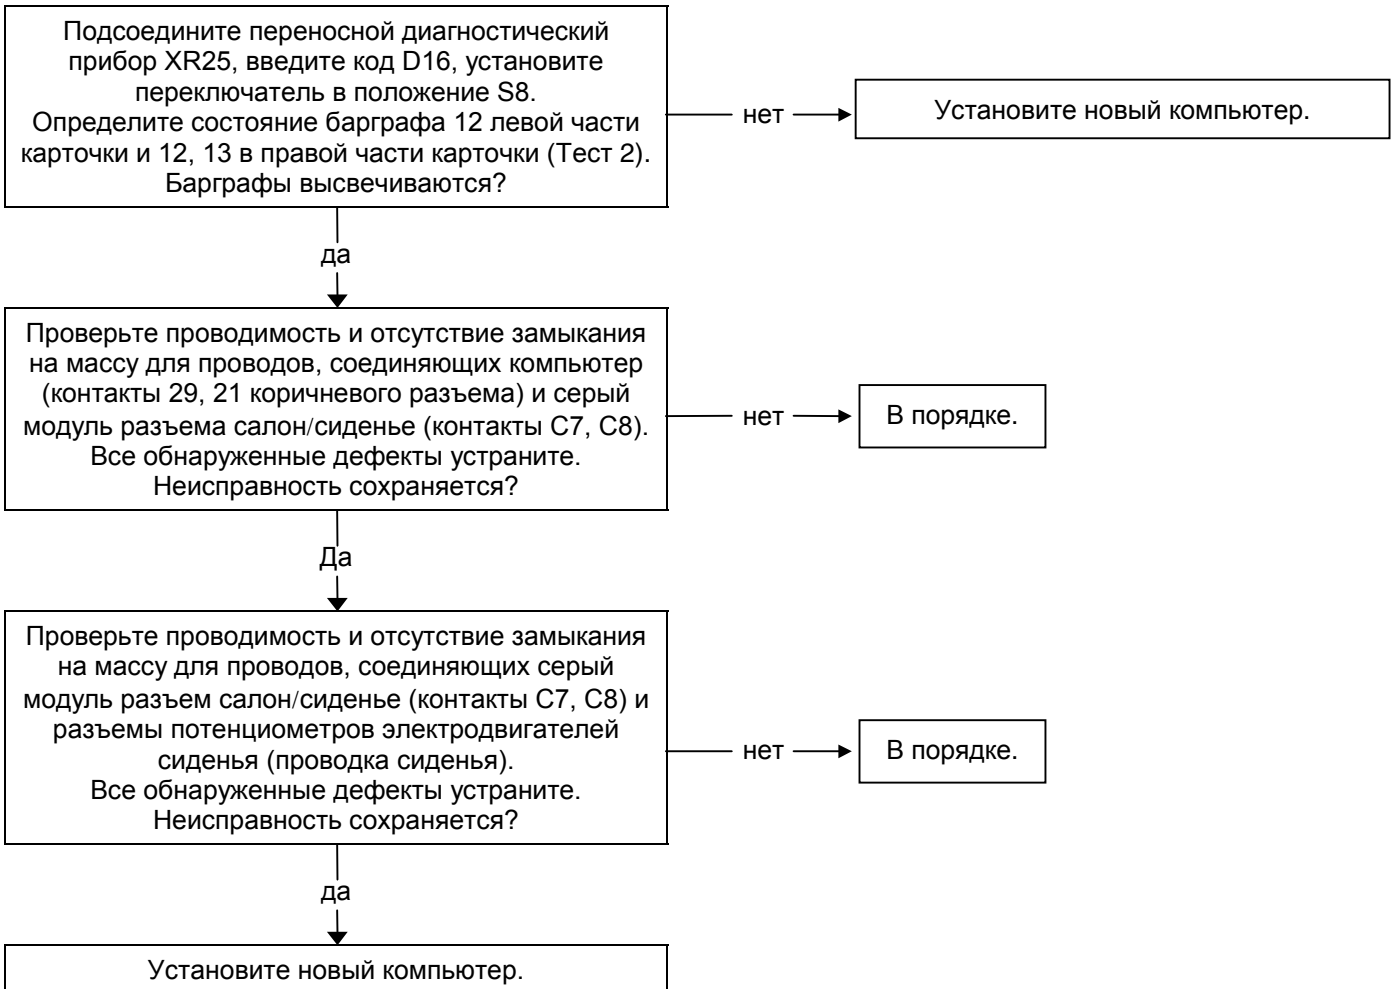 Подсоедините переносной диагностический
прибор XR25, введите код D16, установите
переключатель в положение S8.
Определите состояние барграфа 12 левой части
карточки и 12, 13 в правой части карточки (Тест 2).
Барграфы высвечиваются?
нет
Установите новый компьютер.
да
Проверьте проводимость и отсутствие замыкания
на массу для проводов, соединяющих компьютер
(контакты 29, 21 коричневого разъема) и серый
модуль разъема салон/сиденье (контакты С7, С8).
Все обнаруженные дефекты устраните.
Неисправность сохраняется?
нет
В порядке.
Да
Проверьте проводимость и отсутствие замыкания
на массу для проводов, соединяющих серый
модуль разъем салон/сиденье (контакты С7, С8) и
разъемы потенциометров электродвигателей
сиденья (проводка сиденья).
Все обнаруженные дефекты устраните.
Неисправность сохраняется?
нет
В порядке.
да
Установите новый компьютер.